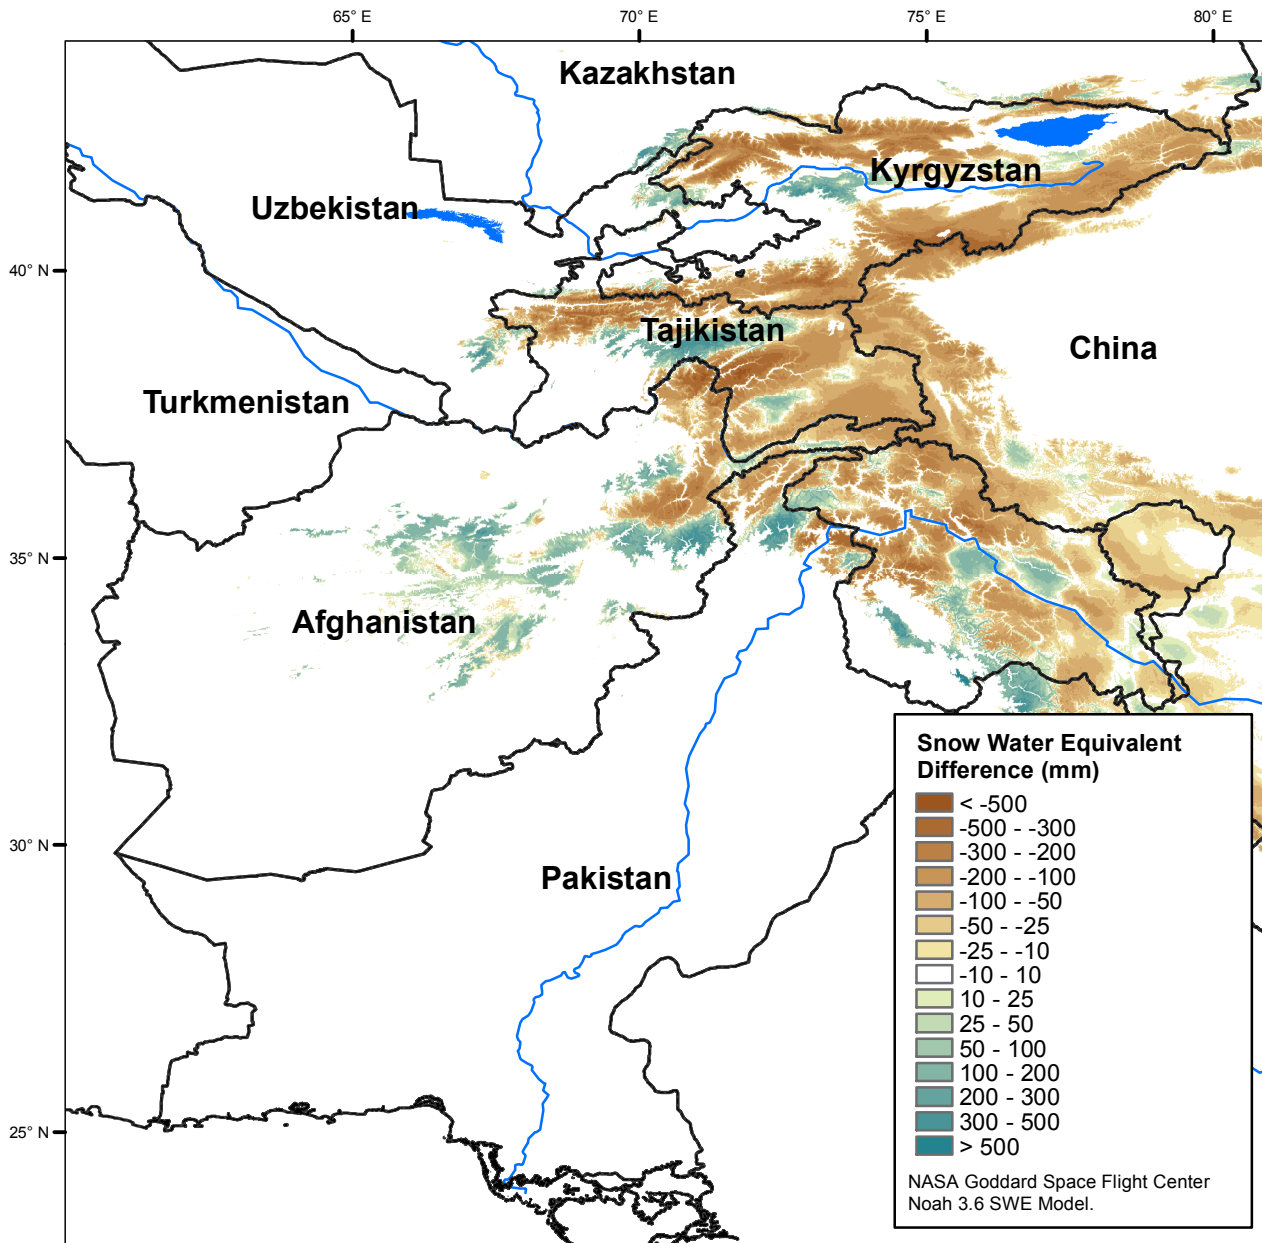 65° E
70° E
75° E
80° E
Kazakhstan
Kyrgyzstan
Uzbekistan
40° N
Tajikistan
China
Turkmenistan
35° N
Afghanistan
Snow Water Equivalent
Difference (mm)
< -500
-500 - -300
-300 - -200
-200 - -100
-100 - -50
-50 - -25
-25 - -10
-10 - 10
10 - 25
25 - 50
50 - 100
100 - 200
200 - 300
300 - 500
> 500
30° N
Pakistan
25° N
NASA Goddard Space Flight Center
Noah 3.6 SWE Model.